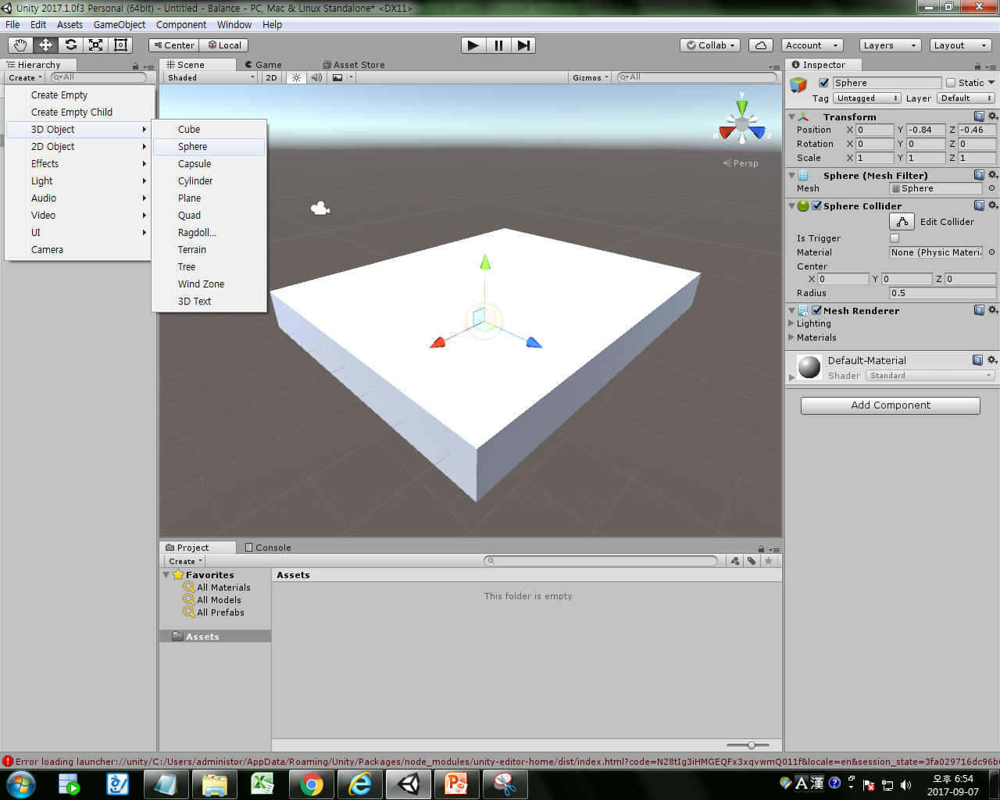 Unity 2017.1.0f3 Personal (64bit) - Untitled - Balance - PC, Mac & Linux Standalone* <DX11>
File Edit Assets GameObject Component Window Help
Center Local Collab Account Layers Layout
Hierarchy Scene Game Asset Store Inspector
Create All Shaded 2D Gizmos All
Create Empty
Create Empty Child
3D Object
2D Object
Effects
Light
Audio
Video
UI
Camera
Cube
Sphere
Capsule
Cylinder
Plane
Quad
Ragdoll...
Terrain
Tree
Wind Zone
3D Text
y
x z
Persp
Sphere Static
Tag Untagged Layer Default
Transform
Position X 0 Y -0.84 Z -0.46
Rotation X 0 Y 0 Z 0
Scale X 1 Y 1 Z 1
Sphere (Mesh Filter)
Mesh Sphere
Sphere Collider
Edit Collider
Is Trigger
Material None (Physic Materi
Center
X 0 Y 0 Z 0
Radius 0.5
Mesh Renderer
Lighting
Materials
Default-Material
Shader Standard
Add Component
Project Console
Create
Favorites
All Materials
All Models
All Prefabs
Assets
Assets
This folder is empty
Error loading launcher://unity/C:/Users/administor/AppData/Roaming/Unity/Packages/node_modules/unity-editor-home/dist/index.html?code=N28tIg3iHMGEQFx3xqvwmQ011f&locale=en&session_state=3fa029716dc96b
A 漢
오후 6:54
2017-09-07